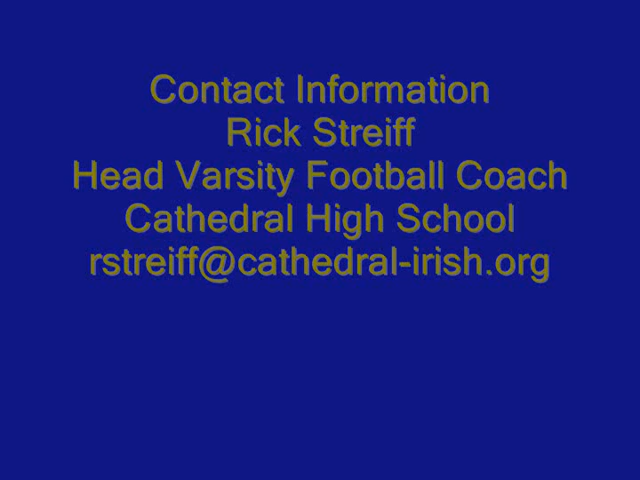 Contact Information
Rick Streiff
Head Varsity Football Coach
Cathedral High School
rstreiff@cathedral-irish.org